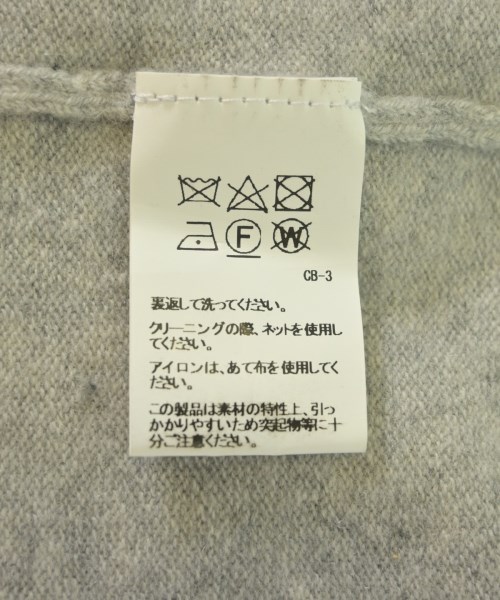 F W
CB-3
裏返して洗ってください。
クリーニングの際、ネットを使用し
てください。
アイロンは、あて布を使用してく
ださい。
この製品は素材の特性上、引っ
かかりやすいため突起物等に十
分ご注意ください。